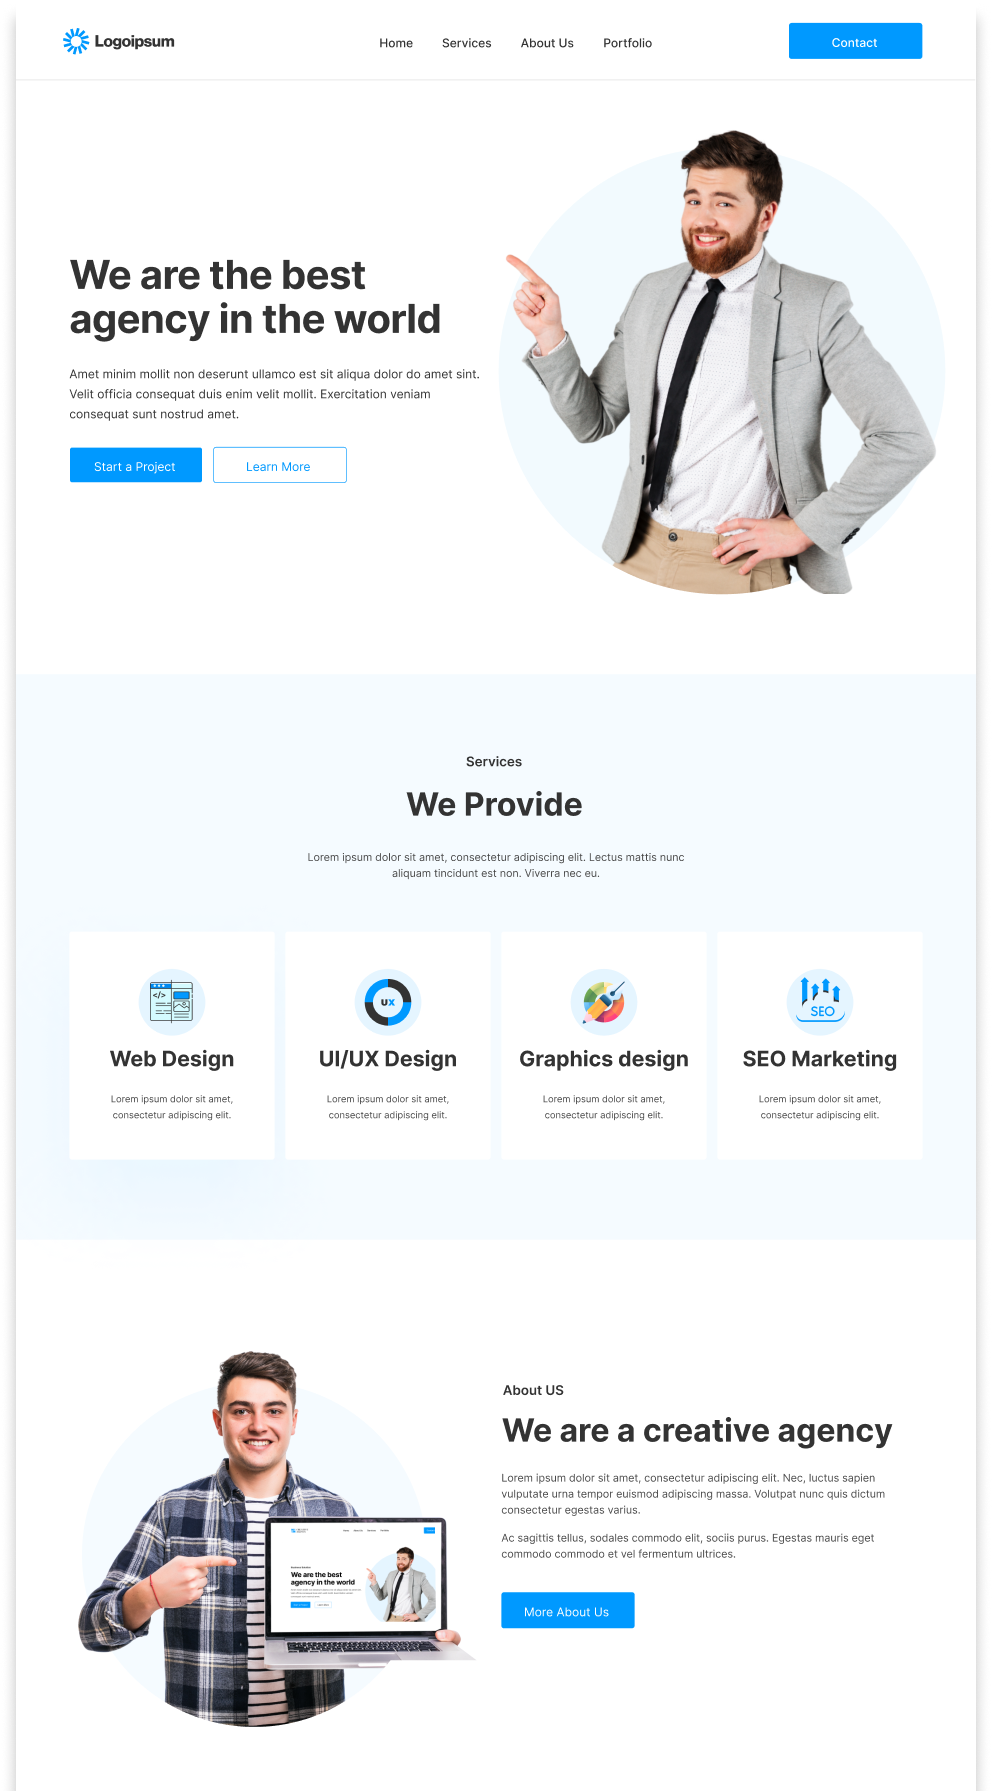 Logoipsum
Home Services About Us Portfolio
Contact
We are the best
agency in the world
Amet minim mollit non deserunt ullamco est sit aliqua dolor do amet sint.
Velit officia consequat duis enim velit mollit. Exercitation veniam
consequat sunt nostrud amet.
Start a Project
Learn More
Services
We Provide
Lorem ipsum dolor sit amet, consectetur adipiscing elit. Lectus mattis nunc
aliquam tincidunt est non. Viverra nec eu.
</>
Web Design
Lorem ipsum dolor sit amet,
consectetur adipiscing elit.
UX
UI/UX Design
Lorem ipsum dolor sit amet,
consectetur adipiscing elit.
Graphics design
Lorem ipsum dolor sit amet,
consectetur adipiscing elit.
SEO
SEO Marketing
Lorem ipsum dolor sit amet,
consectetur adipiscing elit.
We are the best
agency in the world
About US
We are a creative agency
Lorem ipsum dolor sit amet, consectetur adipiscing elit. Nec, luctus sapien
vulputate urna tempor euismod adipiscing massa. Volutpat nunc quis dictum
consectetur egestas varius.
Ac sagittis tellus, sodales commodo elit, sociis purus. Egestas mauris eget
commodo commodo et vel fermentum ultrices.
More About Us